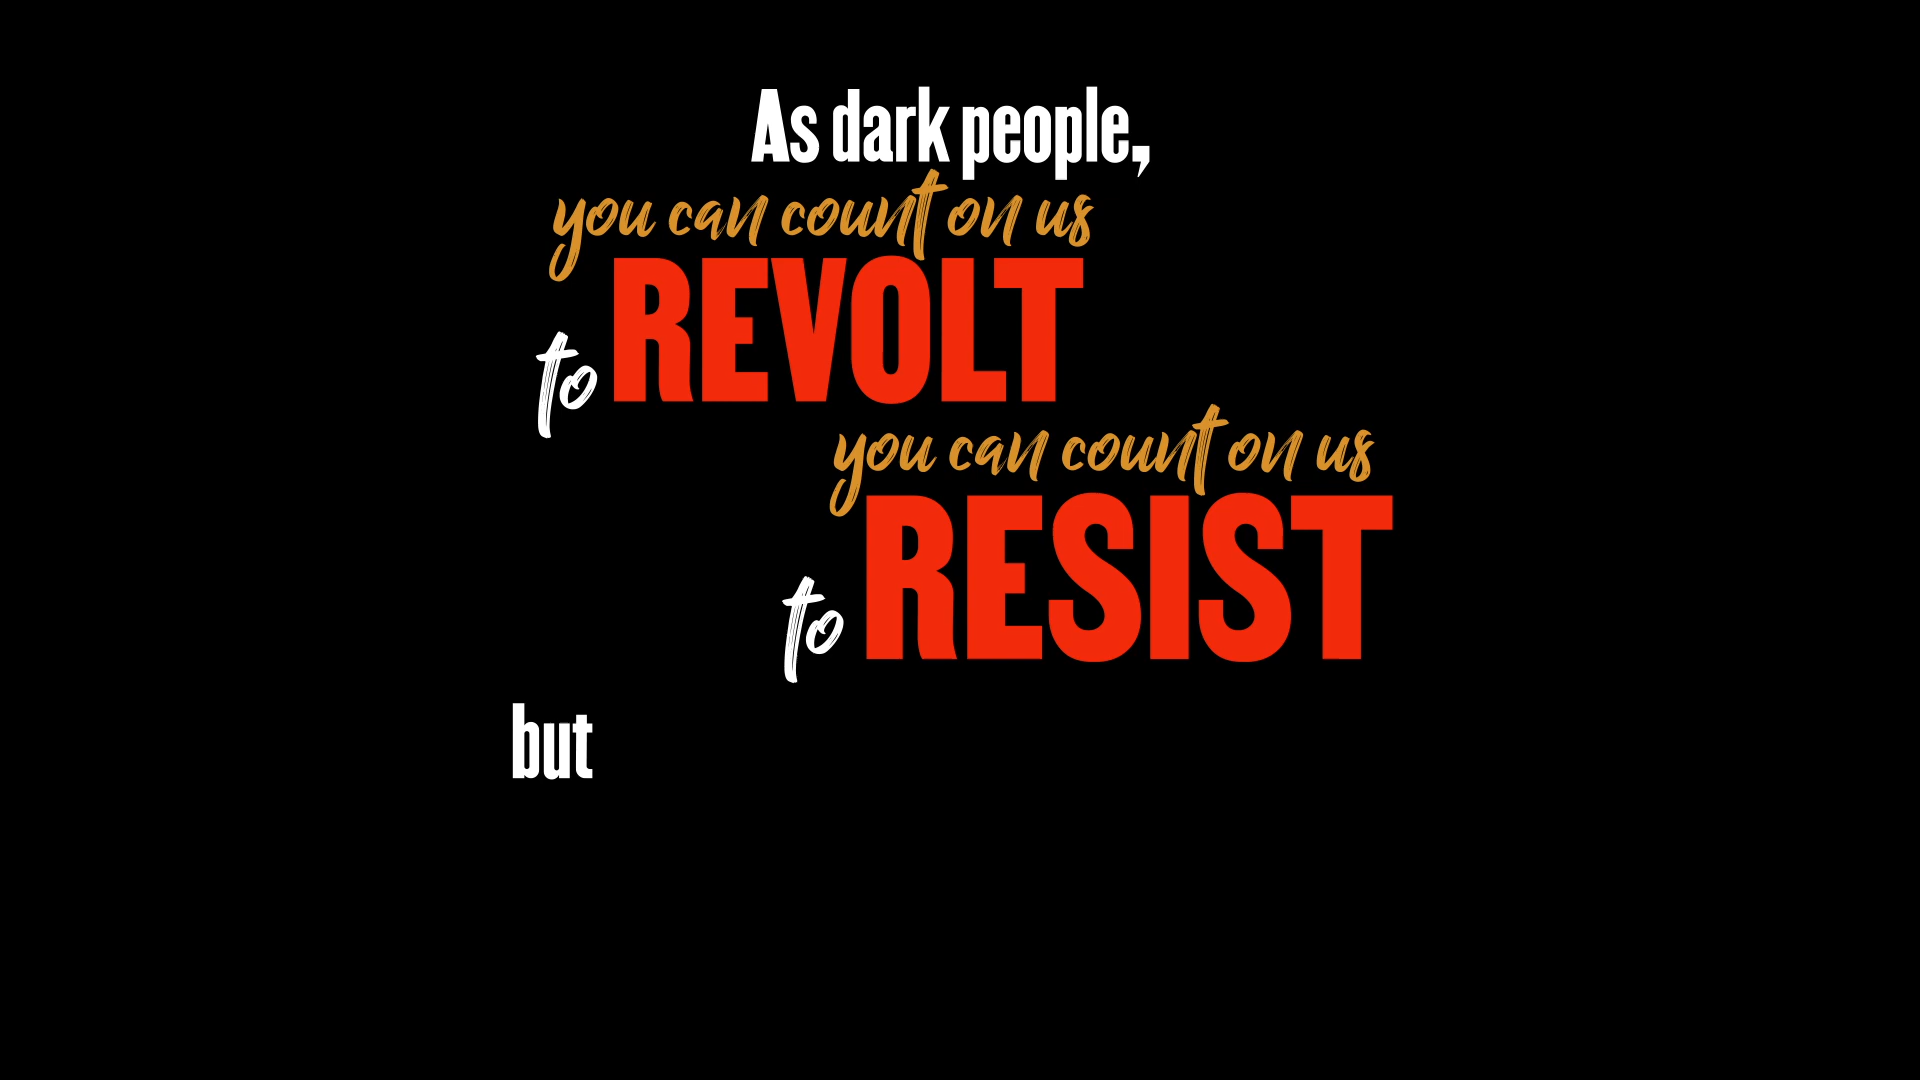 As dark people,
you can count on us
to REVOLT
you can count on us
to RESIST
but